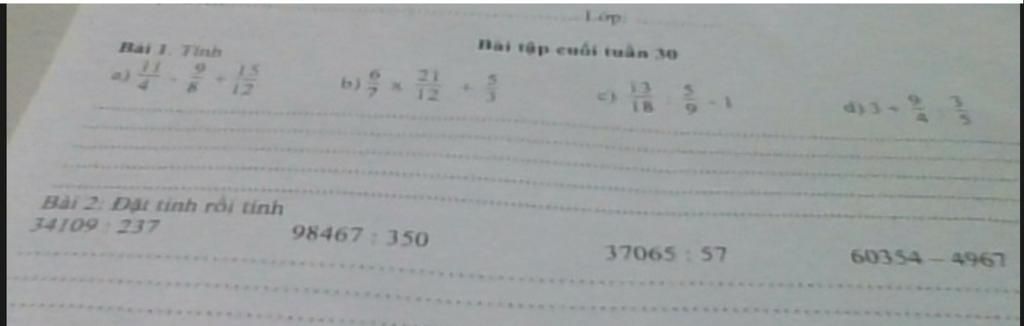 Lớp:
Bài tập cuối tuần 30
Bài 1. Tính
a) 11/4 - 9/8 + 15/12 b) 6/7 x 21/12 + 5/3 c) 13/18 : 5/9 - 1 d) 3 + 9/4 : 3/5
Bài 2: Đặt tính rồi tính
34109 : 237 98467 : 350 37065 : 57 60354 - 4967